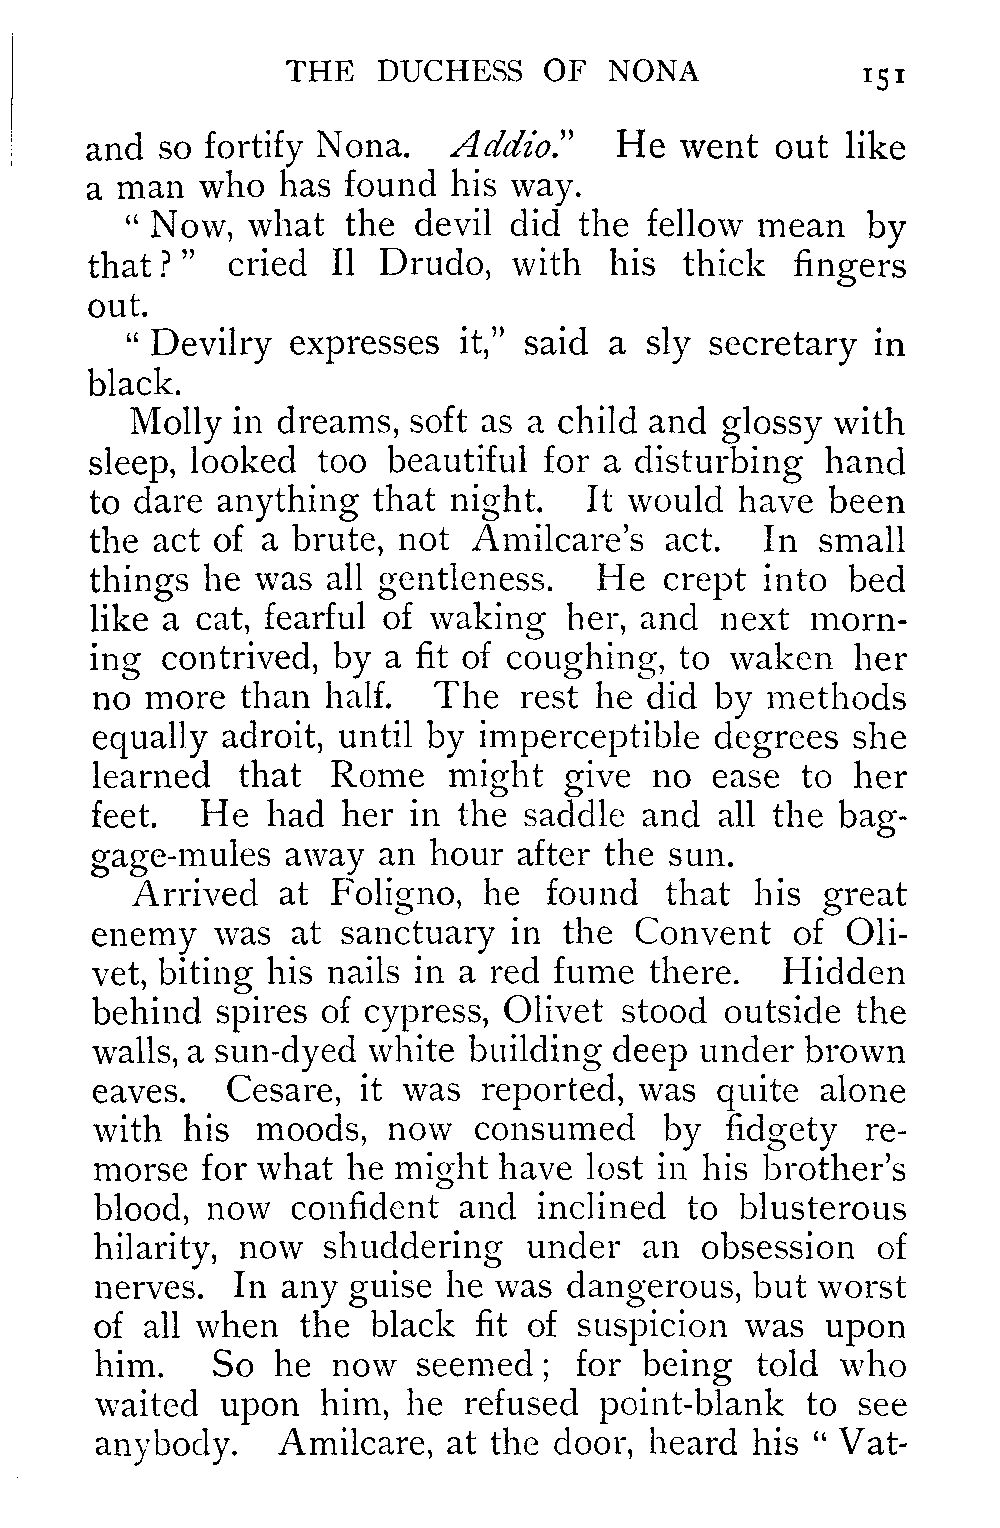 THE DUCHESS OF NONA 151
and so fortify Nona. Addio." He went out like
a man who has found his way.
" Now, what the devil did the fellow mean by
that ? " cried Il Drudo, with his thick fingers
out.
" Devilry expresses it," said a sly secretary in
black.
Molly in dreams, soft as a child and glossy with
sleep, looked too beautiful for a disturbing hand
to dare anything that night. It would have been
the act of a brute, not Amilcare's act. In small
things he was all gentleness. He crept into bed
like a cat, fearful of waking her, and next morn-
ing contrived, by a fit of coughing, to waken her
no more than half. The rest he did by methods
equally adroit, until by imperceptible degrees she
learned that Rome might give no ease to her
feet. He had her in the saddle and all the bag-
gage-mules away an hour after the sun.
Arrived at Foligno, he found that his great
enemy was at sanctuary in the Convent of Oli-
vet, biting his nails in a red fume there. Hidden
behind spires of cypress, Olivet stood outside the
walls, a sun-dyed white building deep under brown
eaves. Cesare, it was reported, was quite alone
with his moods, now consumed by fidgety re-
morse for what he might have lost in his brother's
blood, now confident and inclined to blusterous
hilarity, now shuddering under an obsession of
nerves. In any guise he was dangerous, but worst
of all when the black fit of suspicion was upon
him. So he now seemed ; for being told who
waited upon him, he refused point-blank to see
anybody. Amilcare, at the door, heard his " Vat-